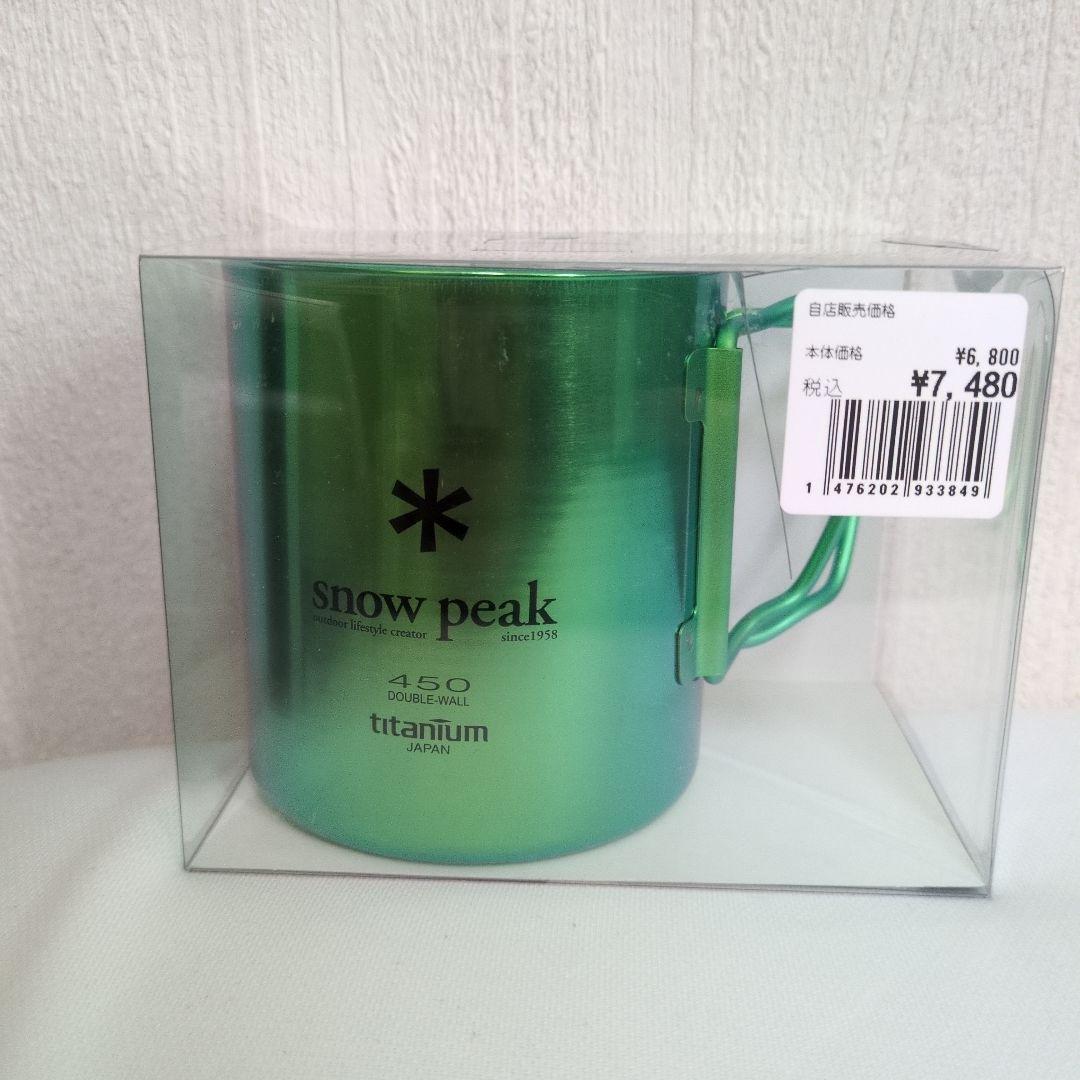 自店販売価格
本体価格 ¥6,800
税込 ¥7,480
1 476202 933849
snow peak
outdoor lifestyle creator since1958
450
DOUBLE-WALL
titanium
JAPAN